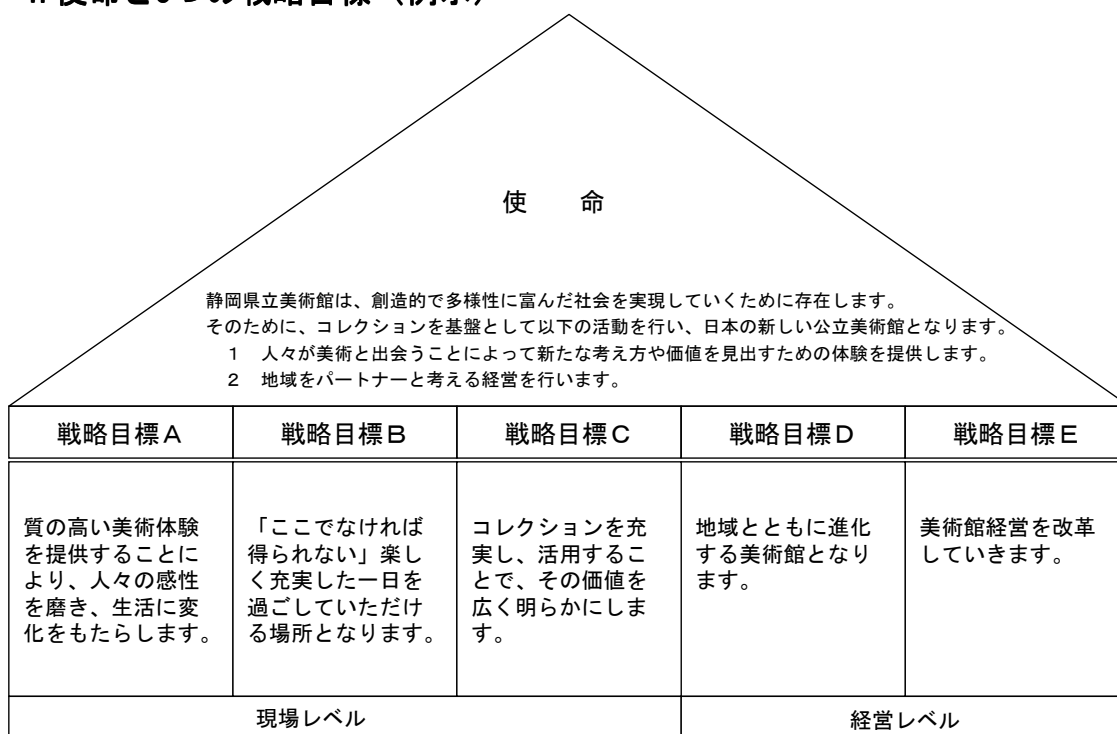 使命と5つの戦略目標（例示）
使　命
静岡県立美術館は、創造的で多様性に富んだ社会を実現していくために存在します。
そのために、コレクションを基盤として以下の活動を行い、日本の新しい公立美術館となります。
１　人々が美術と出会うことによって新たな考え方や価値を見出すための体験を提供します。
２　地域をパートナーと考える経営を行います。
戦略目標Ａ
戦略目標Ｂ
戦略目標Ｃ
戦略目標Ｄ
戦略目標Ｅ
質の高い美術体験
を提供することに
より、人々の感性
を磨き、生活に変
化をもたらします。
「ここでなければ
得られない」楽し
く充実した一日を
過ごしていただけ
る場所となります。
コレクションを充
実し、活用するこ
とで、その価値を
広く明らかにしま
す。
地域とともに進化
する美術館となり
ます。
美術館経営を改革
していきます。
現場レベル
経営レベル